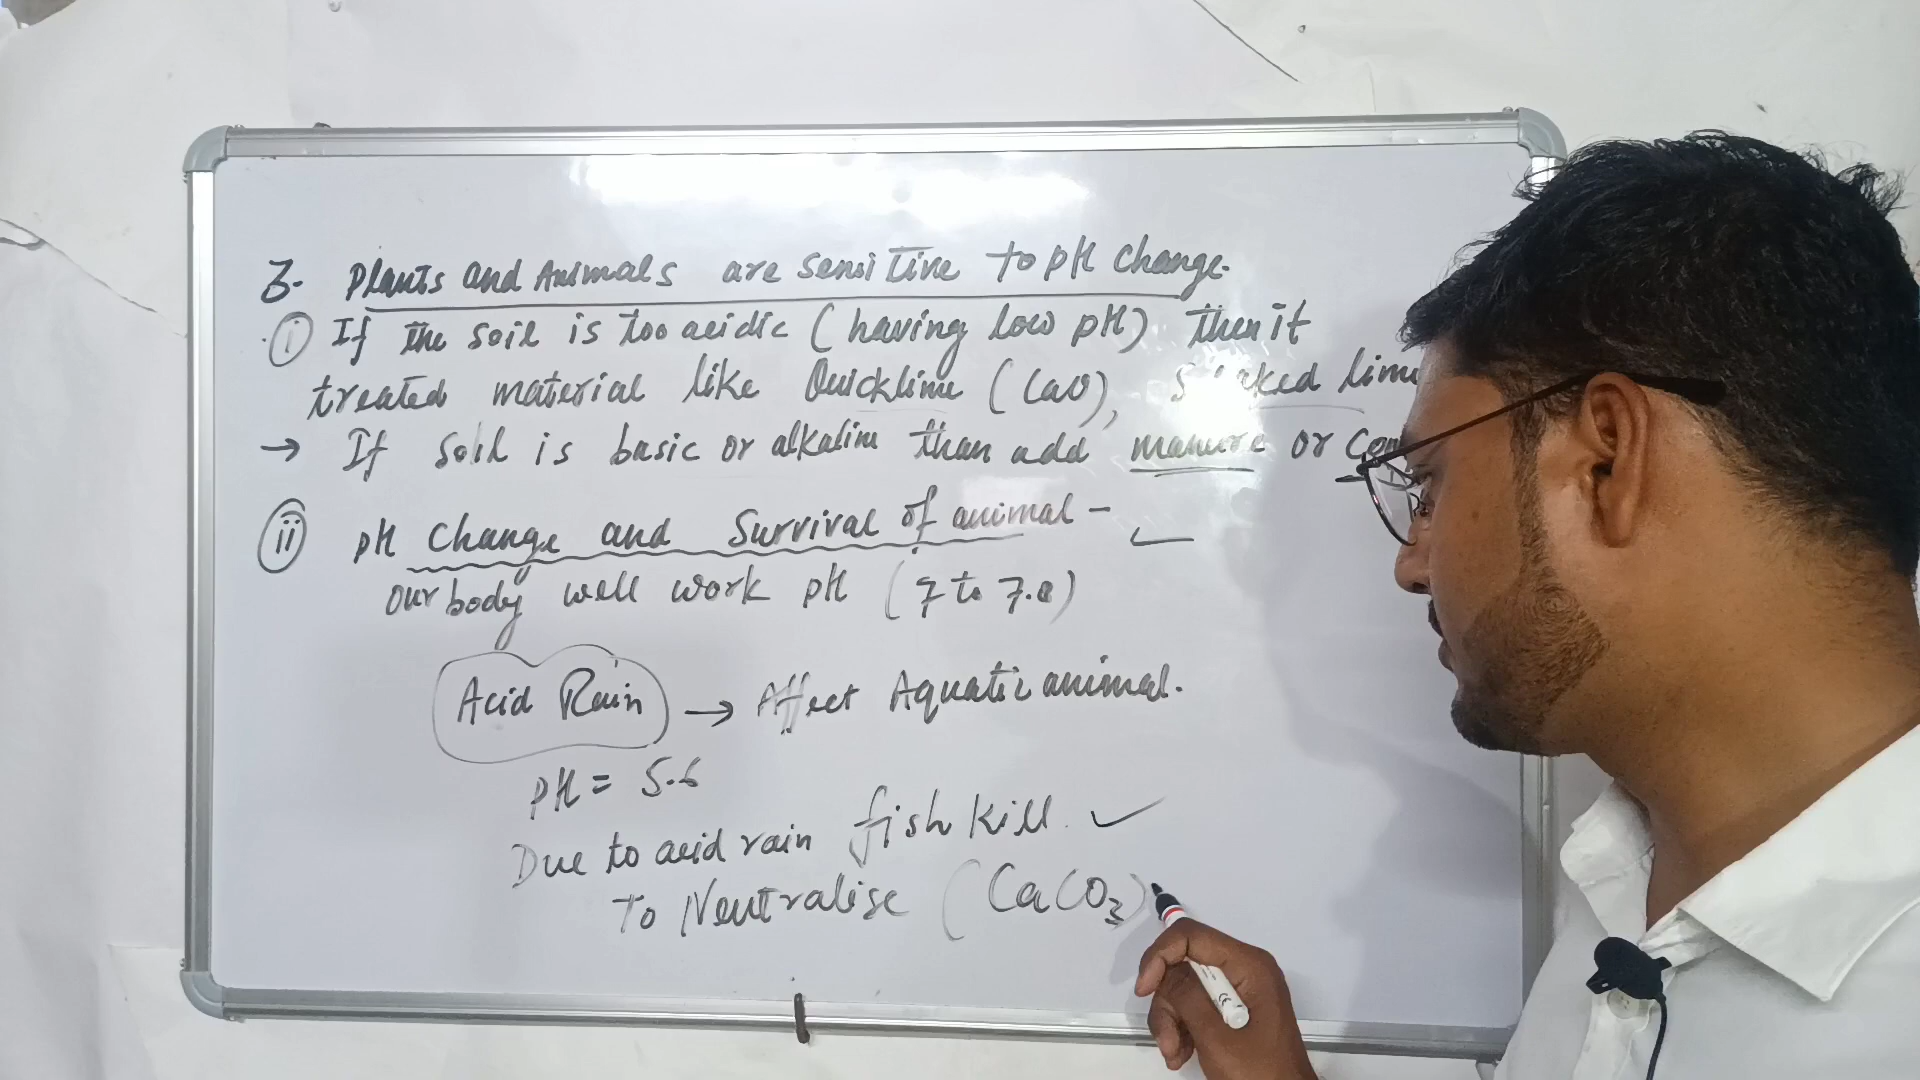 3. Plants and Animals are sensitive to pH change.
(i) If the soil is too acidic (having low pH) then it
treated material like Quicklime (CaO), Slaked lime
→ If soil is basic or alkaline than add manure or
(ii) pH Change and Survival of animal -
Our body well work pH (7 to 7.8)
Acid Rain → Affect Aquatic animal.
pH = 5.6
Due to acid rain fish kill. ✓
To Neutralise (CaCO₃)